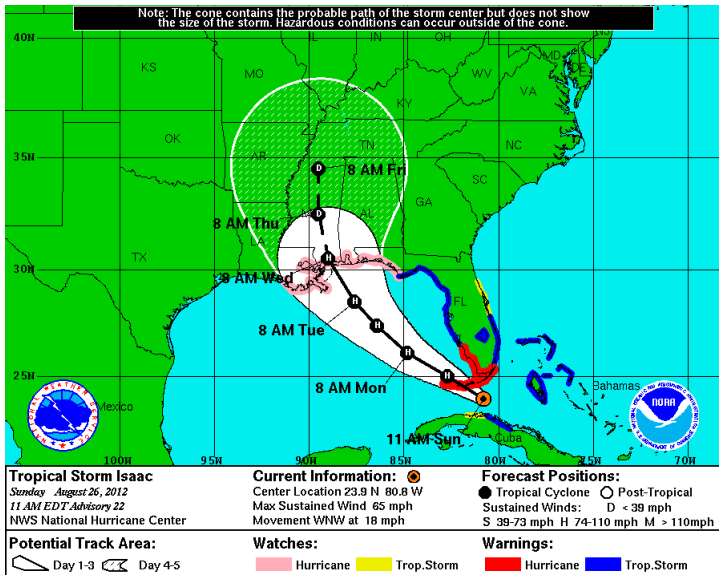 Note: The cone contains the probable path of the storm center but does not show
the size of the storm. Hazardous conditions can occur outside of the cone.
40N
IL
IN
OH
NJ
MD
DE
KS
MO
WV
KY
VA
OK
TN
NC
35N
AR
8 AM Fri
SC
GA
AL
8 AM Thu
LA
TX
30N
8 AM Wed
FL
8 AM Tue
25N
8 AM Mon
Bahamas
Mexico
NATIONAL WEATHER SERVICE
NOAA
11 AM Sun
Cuba
95W
90W
85W
80W
75W
70W
D
D
H
H
H
H
H
Tropical Storm Isaac
Sunday August 26, 2012
11 AM EDT Advisory 22
NWS National Hurricane Center
Current Information:
Center Location 23.9 N 80.8 W
Max Sustained Wind 65 mph
Movement WNW at 18 mph
Forecast Positions:
Tropical Cyclone Post-Tropical
Sustained Winds: D < 39 mph
S 39-73 mph H 74-110 mph M > 110mph
Potential Track Area:
Day 1-3 Day 4-5
Watches:
Hurricane Trop.Storm
Warnings:
Hurricane Trop.Storm